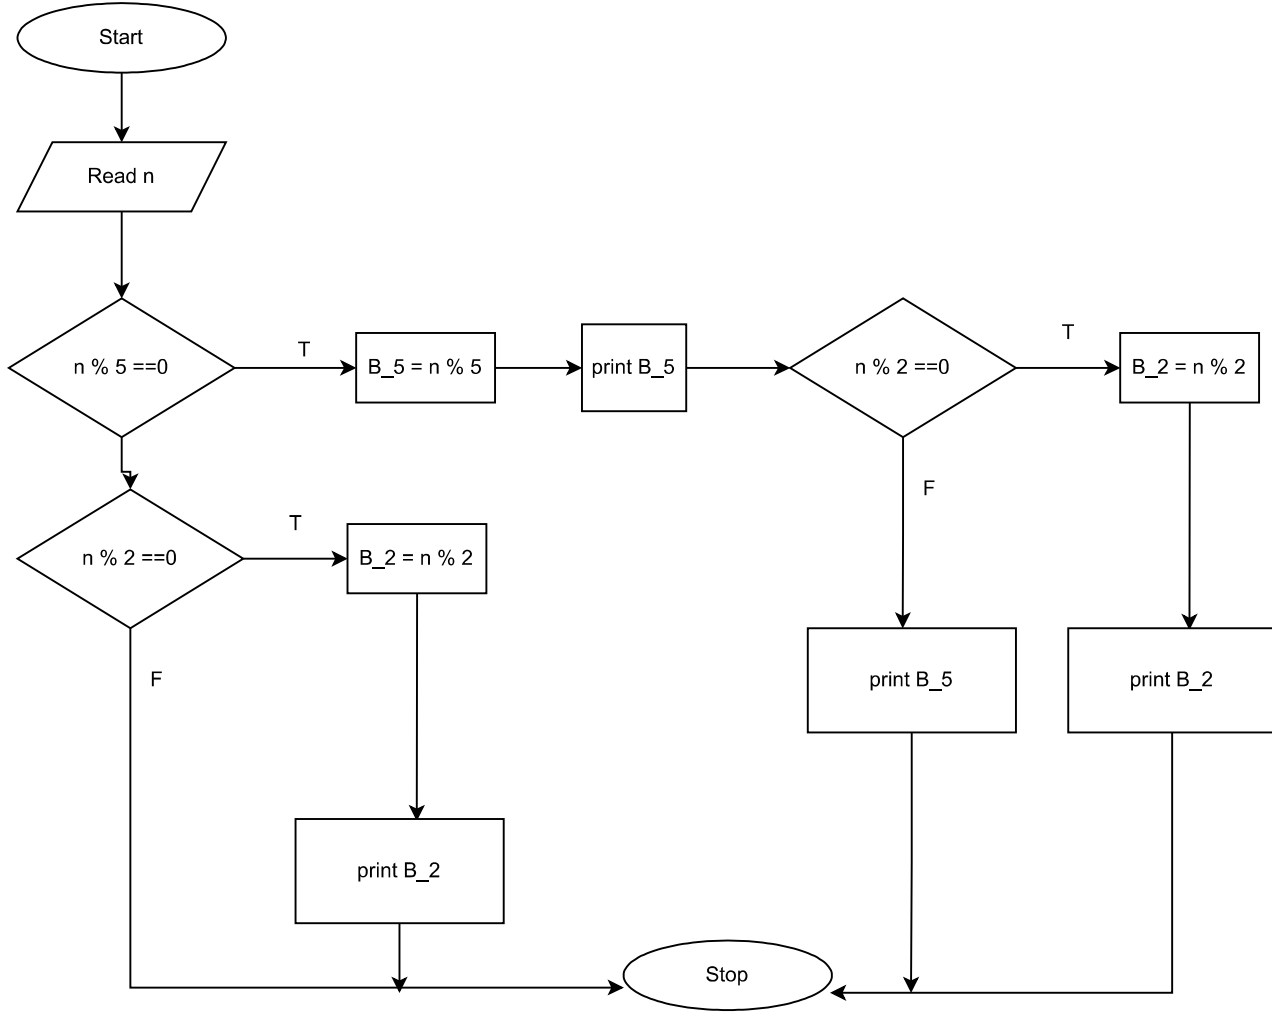 Start
Read n
n % 5 ==0
T
B_5 = n % 5
print B_5
n % 2 ==0
T
B_2 = n % 2
F
n % 2 ==0
T
B_2 = n % 2
F
print B_5
print B_2
print B_2
Stop